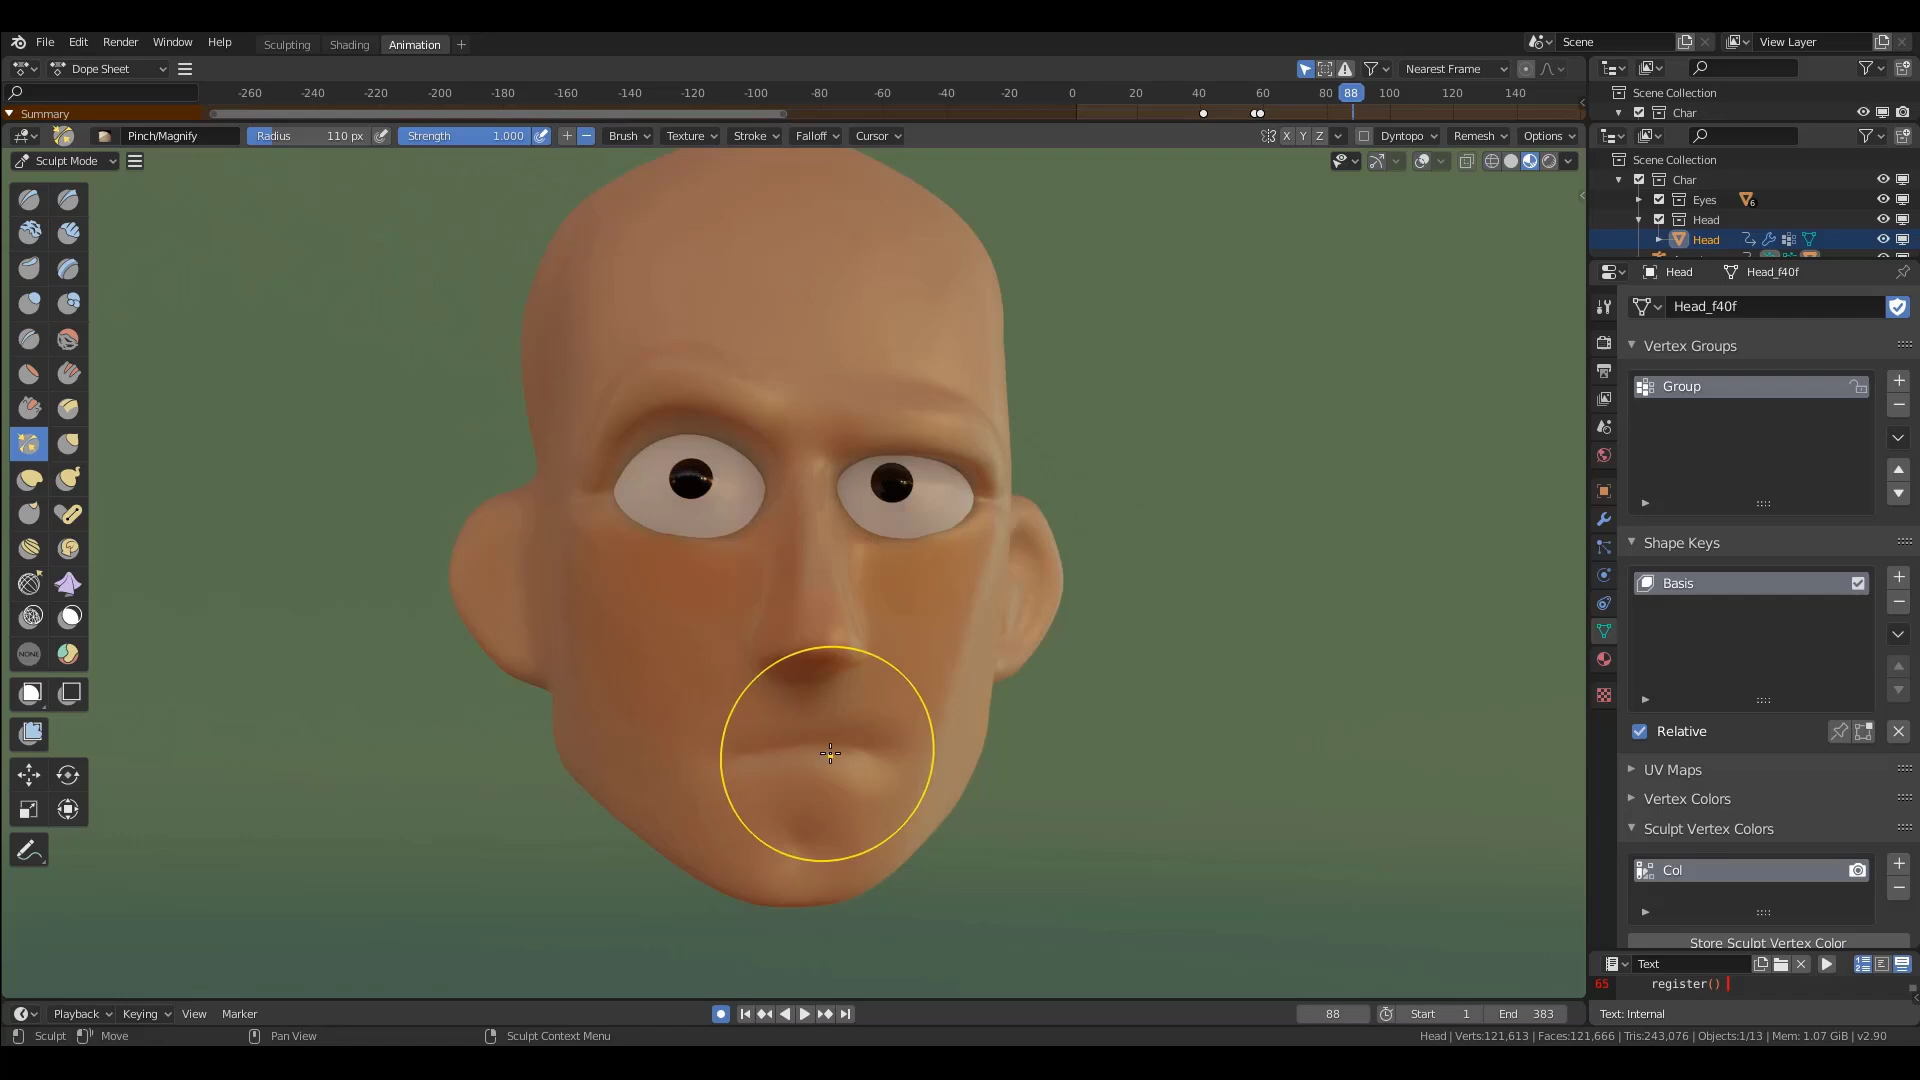 File Edit Render Window Help Sculpting Shading Animation Scene View Layer
Dope Sheet Nearest Frame
-260 -240 -220 -200 -180 -160 -140 -120 -100 -80 -60 -40 -20 0 20 40 60 80 88 100 120 140
Scene Collection
Summary
Char
Pinch/Magnify Radius 110 px Strength 1.000 Brush Texture Stroke Falloff Cursor X Y Z Dyntopo Remesh Options
Sculpt Mode
Scene Collection
Char
Eyes 6
Head
Head
Head Head_f40f
Head_f40f
Vertex Groups
Group
Shape Keys
Basis
Relative
UV Maps
Vertex Colors
Sculpt Vertex Colors
Col
Store Sculpt Vertex Color
NONE
Text
65 register()
Text: Internal
Playback Keying View Marker 88 Start 1 End 383
Sculpt Move Pan View Sculpt Context Menu Head | Verts:121,613 | Faces:121,666 | Tris:243,076 | Objects:1/13 | Mem: 1.07 GiB | v2.90